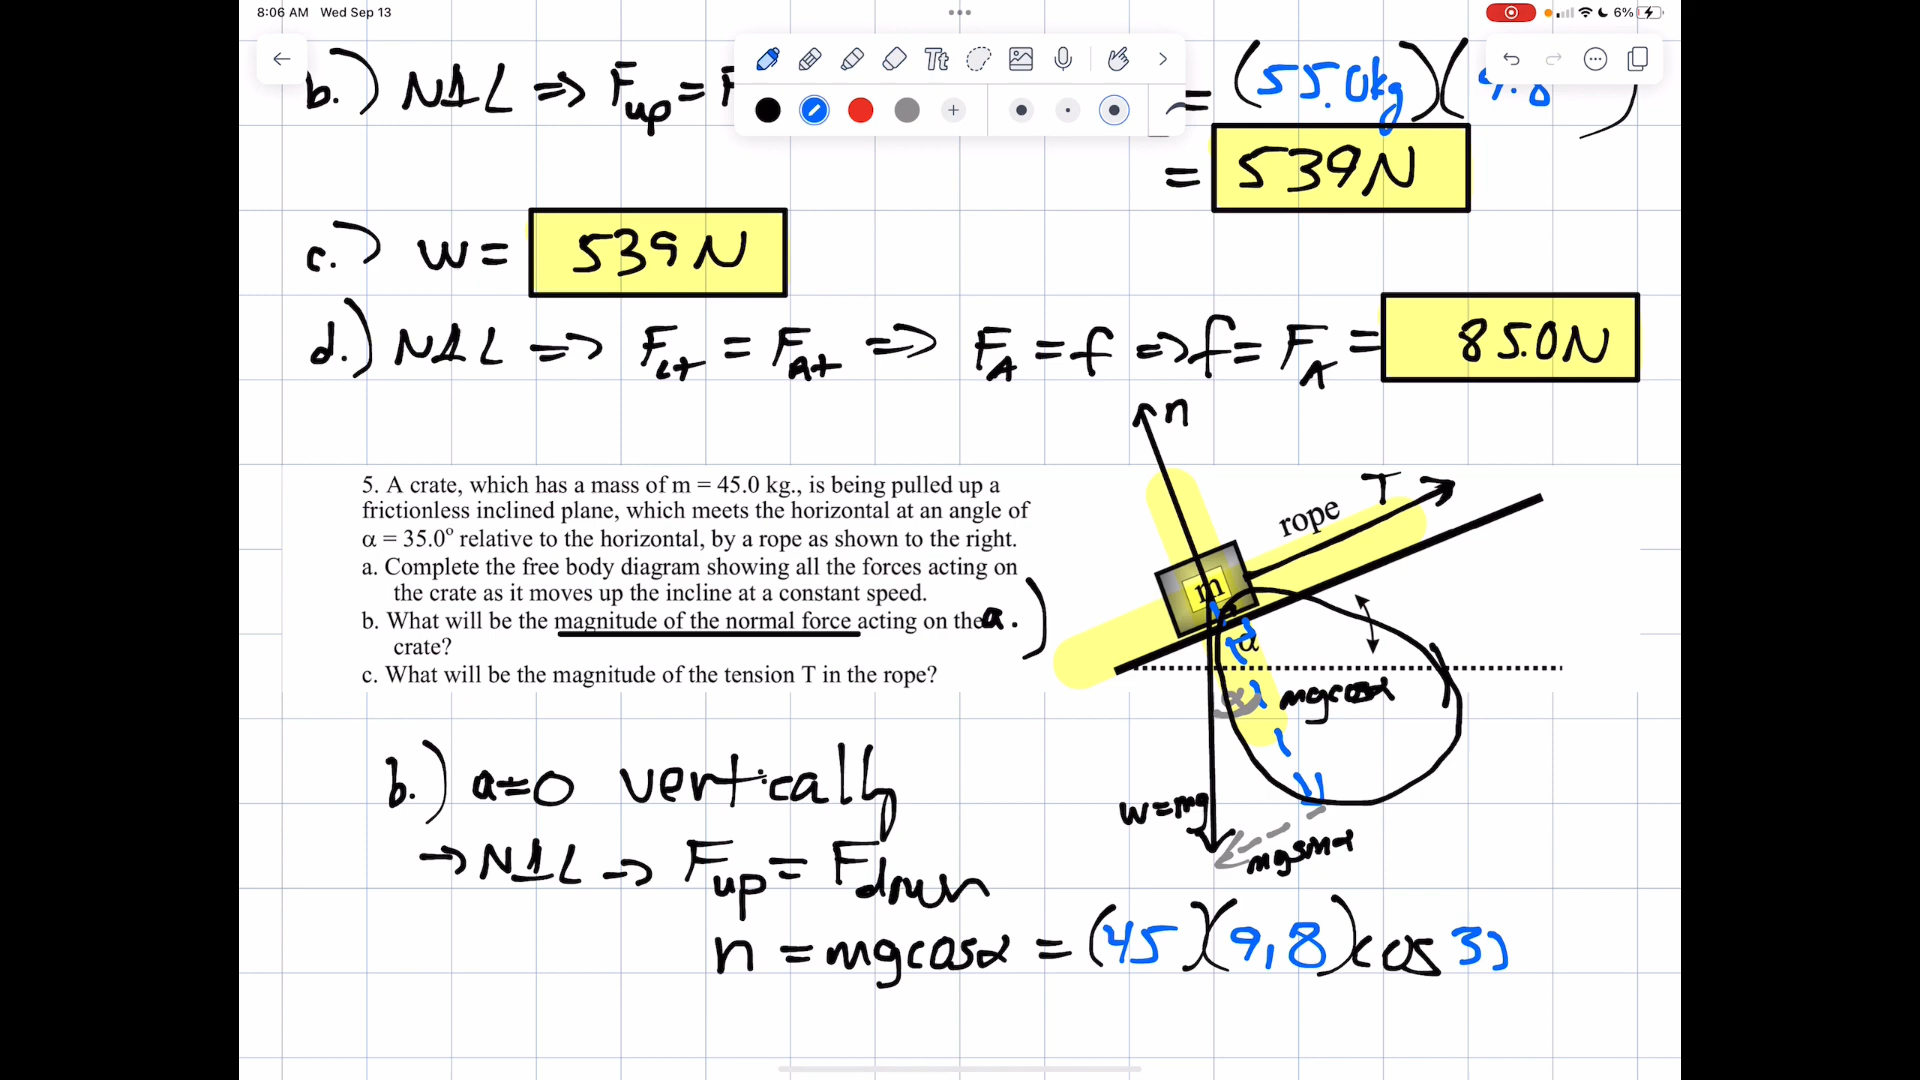 8:06 AM Wed Sep 13
6%
Tt
b.) N1L => Fup =
= (55.0kg)(9.8
= 539N
c.) w = 539N
d.) N1L => FLt = FRt => FA = f => f = FA = 85.0N
n
T
rope
m
α
5. A crate, which has a mass of m = 45.0 kg., is being pulled up a
frictionless inclined plane, which meets the horizontal at an angle of
α = 35.0° relative to the horizontal, by a rope as shown to the right.
a. Complete the free body diagram showing all the forces acting on
the crate as it moves up the incline at a constant speed.
b. What will be the magnitude of the normal force acting on the
crate?
c. What will be the magnitude of the tension T in the rope?
a.)
α
mgcosα
w=mg
mgsinα
b.) a=0 vertically
→ N1L → Fup = Fdown
n = mgcosα = (45)(9,8)cos 3